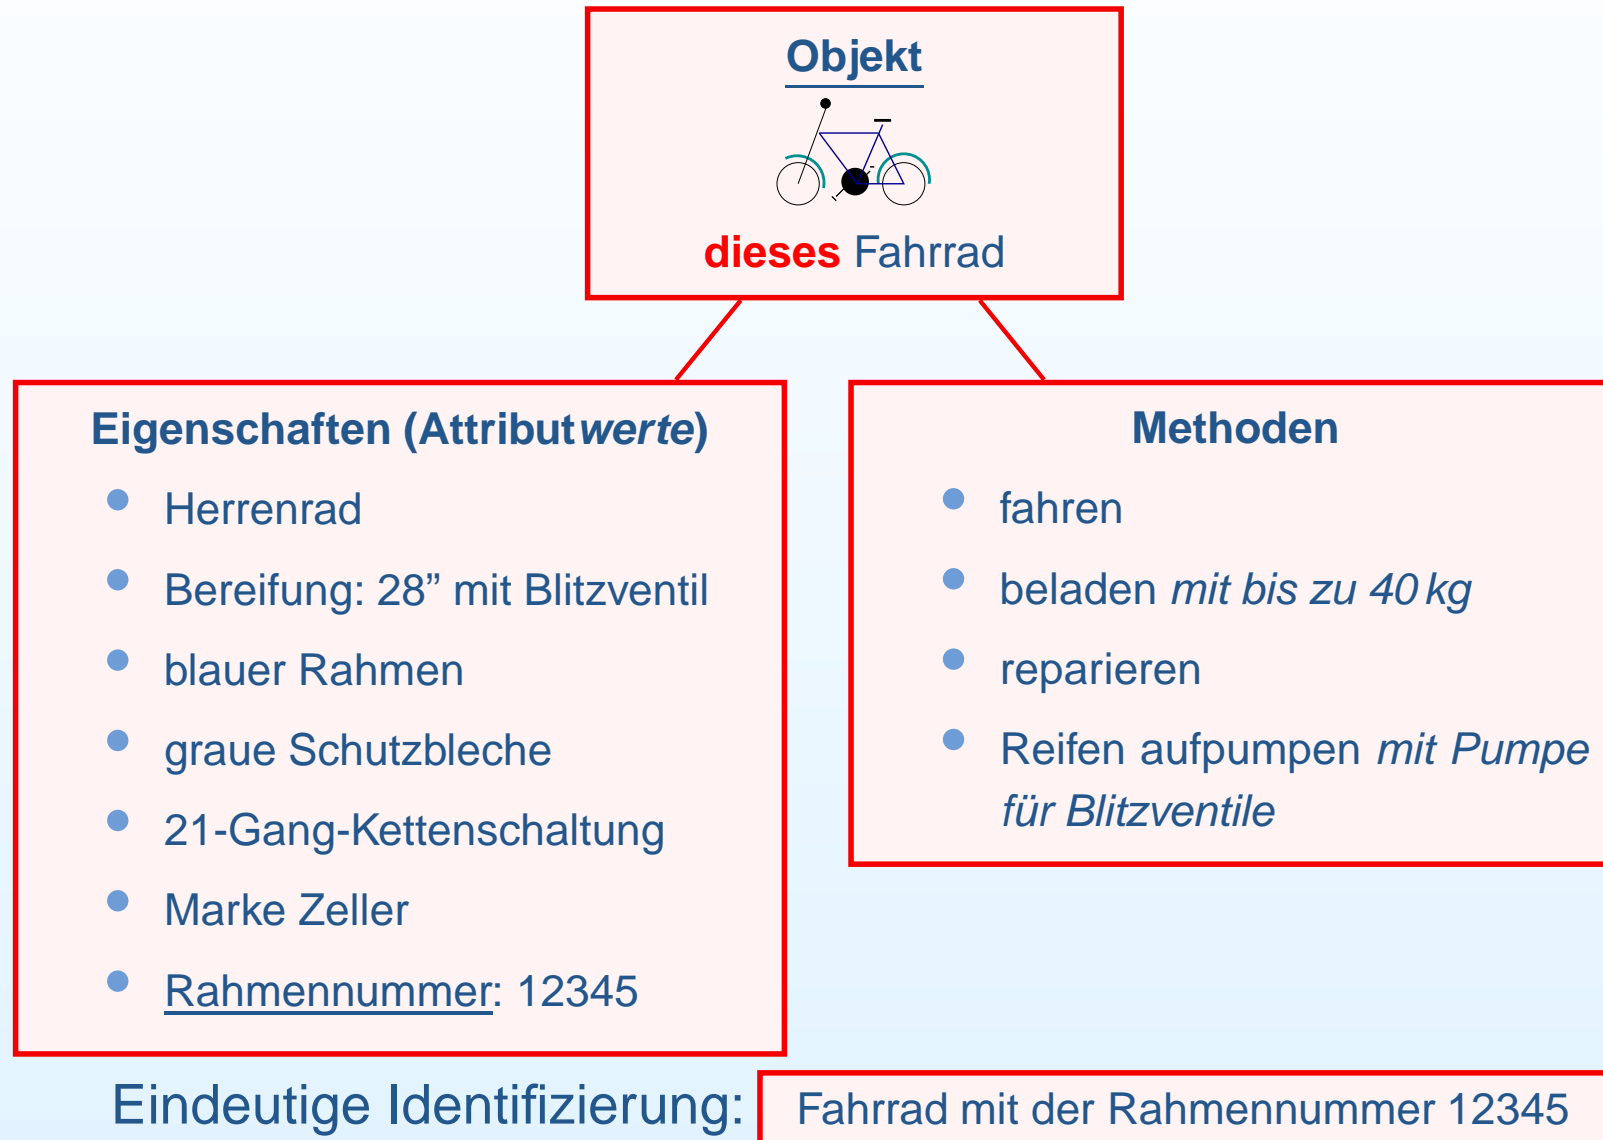 Objekt
dieses Fahrrad
Eigenschaften (Attributwerte)
Herrenrad
Bereifung: 28” mit Blitzventil
blauer Rahmen
graue Schutzbleche
21-Gang-Kettenschaltung
Marke Zeller
Rahmennummer: 12345
Methoden
fahren
beladen mit bis zu 40 kg
reparieren
Reifen aufpumpen mit Pumpe
für Blitzventile
Eindeutige Identifizierung: Fahrrad mit der Rahmennummer 12345